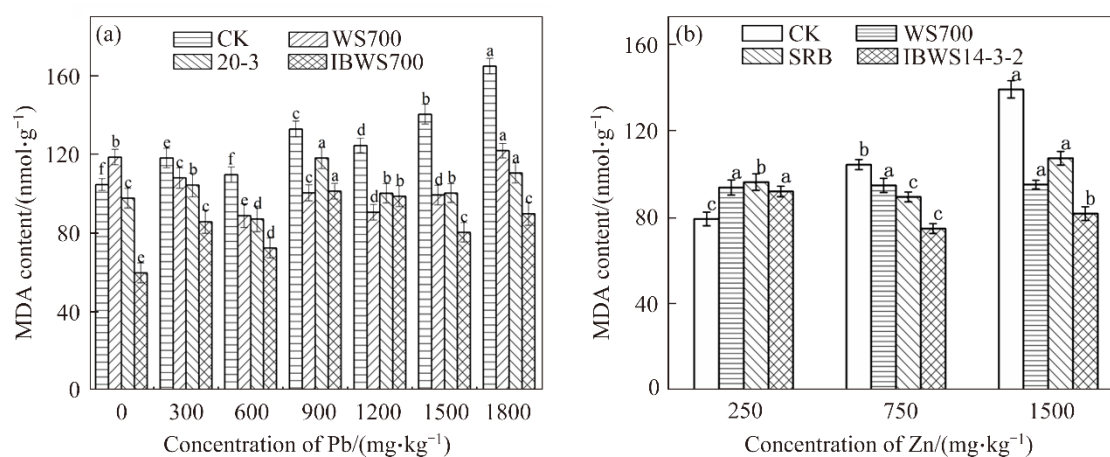 (a)
CK
WS700
20-3
IBWS700
160
120
80
40
0
MDA content/(nmol·g⁻¹)
f b c e
e c c c
f e e d
c b a c
d d b b
b b b c
a a a d
0 300 600 900 1200 1500 1800
Concentration of Pb/(mg·kg⁻¹)
(b)
CK
WS700
SRB
IBWS14-3-2
160
120
80
40
0
MDA content/(nmol·g⁻¹)
c a b a
b a c c
a a a b
250 750 1500
Concentration of Zn/(mg·kg⁻¹)